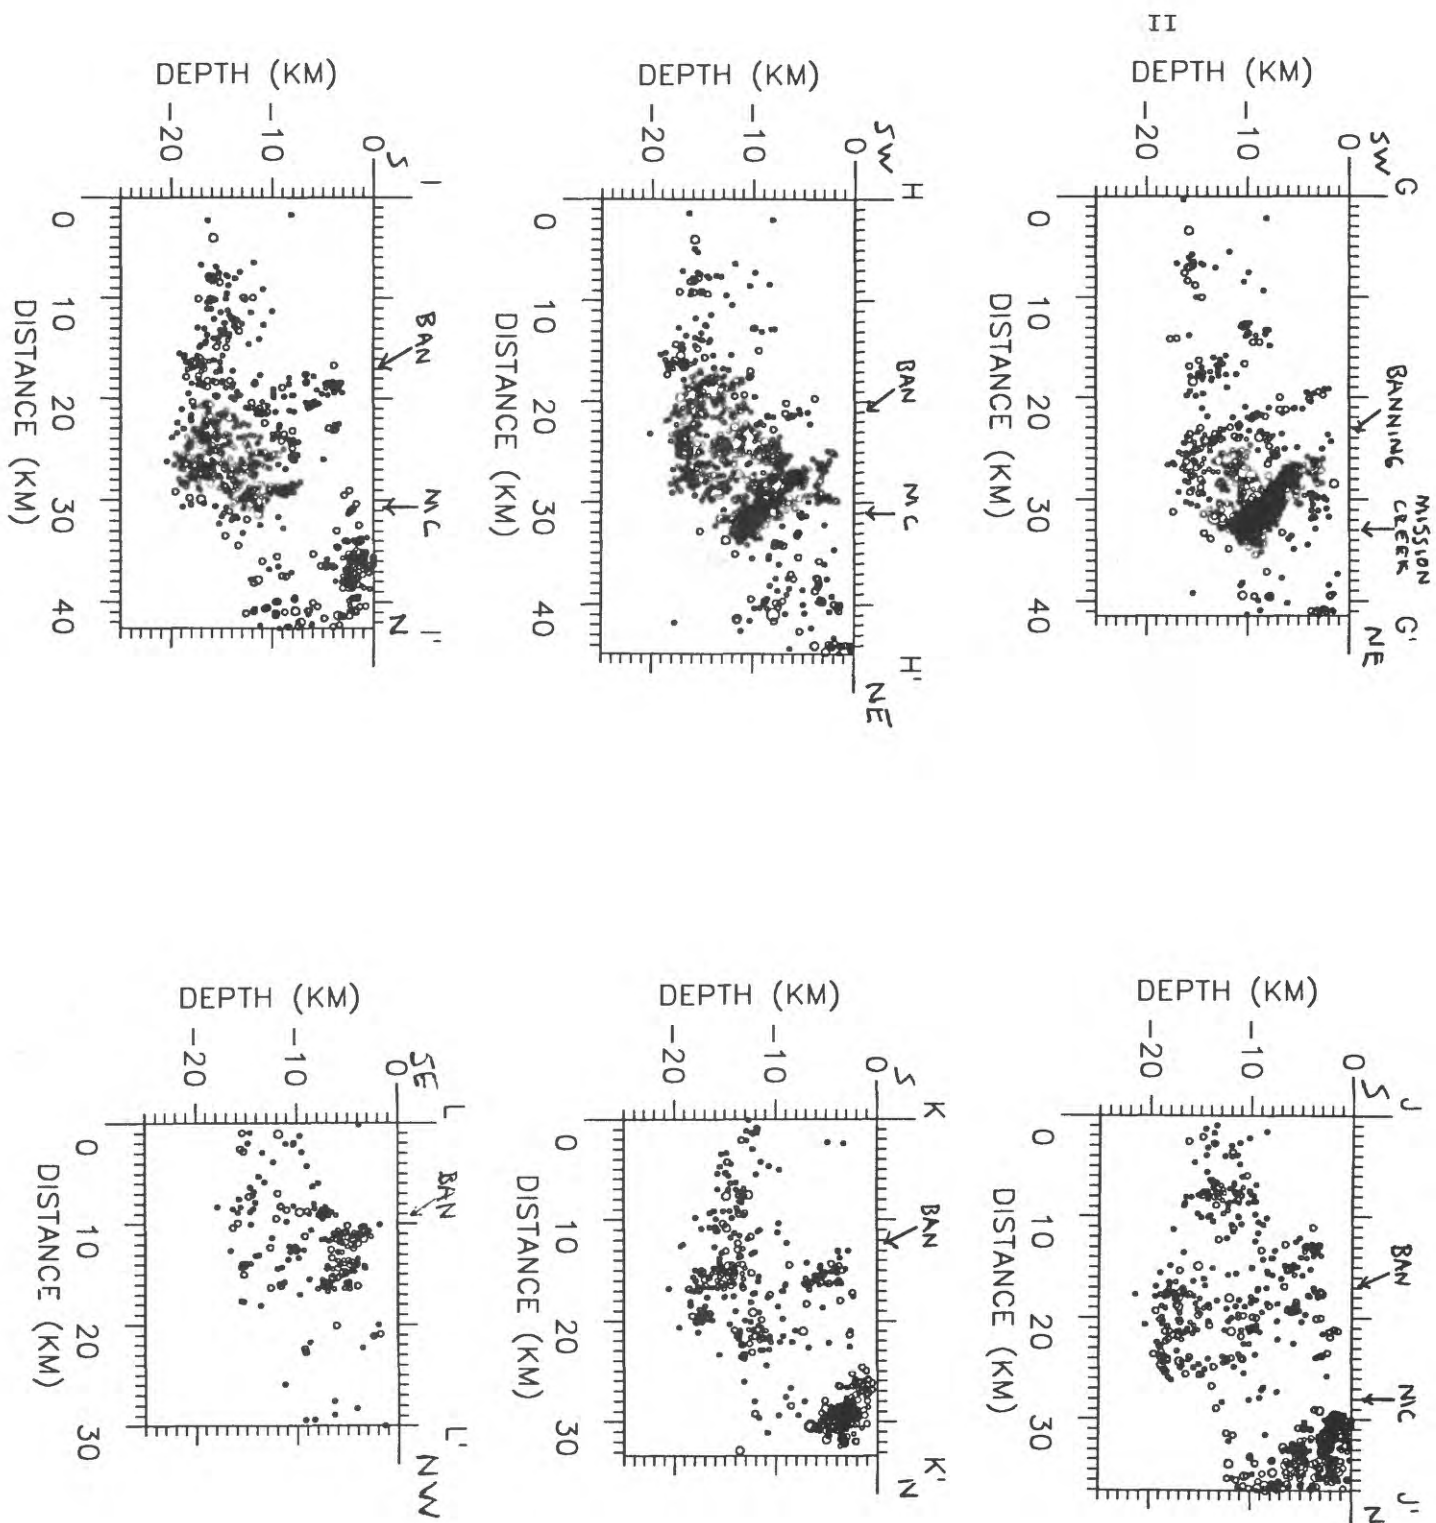 II
G
SW
G'
NE
BANNING
MISSION
CREEK
0
-10
-20
DEPTH (KM)
0
10
20
30
40
DISTANCE (KM)
H
SW
H'
NE
BAN
MC
0
-10
-20
DEPTH (KM)
0
10
20
30
40
DISTANCE (KM)
I
S
I'
N
BAN
MC
0
-10
-20
DEPTH (KM)
0
10
20
30
40
DISTANCE (KM)
J
S
J'
N
BAN
MC
0
-10
-20
DEPTH (KM)
0
10
20
30
DISTANCE (KM)
K
S
K'
N
BAN
0
-10
-20
DEPTH (KM)
0
10
20
30
DISTANCE (KM)
L
SE
L'
NW
BAN
0
-10
-20
DEPTH (KM)
0
10
20
30
DISTANCE (KM)